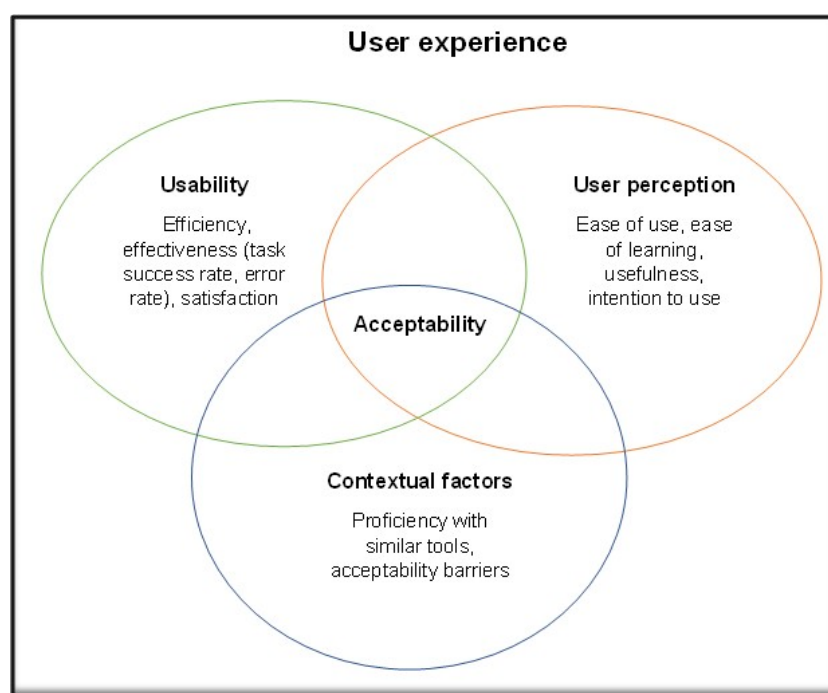 User experience
Usability
Efficiency,
effectiveness (task
success rate, error
rate), satisfaction
User perception
Ease of use, ease
of learning,
usefulness,
intention to use
Acceptability
Contextual factors
Proficiency with
similar tools,
acceptability barriers